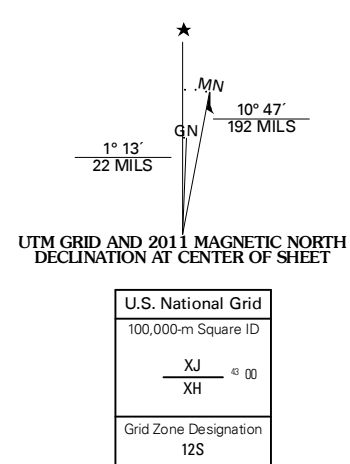 ★
MN
GN
10° 47´
192 MILS
1° 13´
22 MILS
UTM GRID AND 2011 MAGNETIC NORTH
DECLINATION AT CENTER OF SHEET
U.S. National Grid
100,000-m Square ID
XJ
43 00
XH
Grid Zone Designation
12S